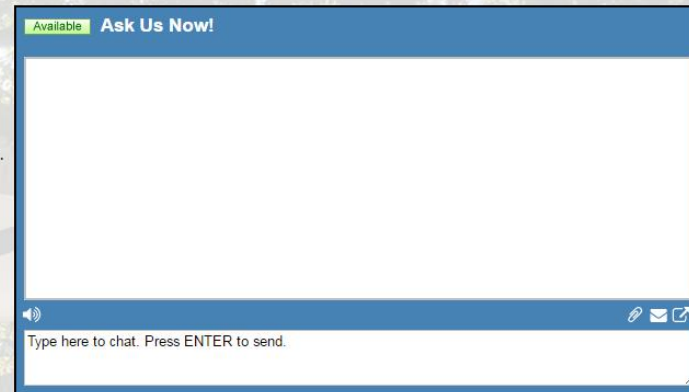 Available Ask Us Now!
Type here to chat. Press ENTER to send.